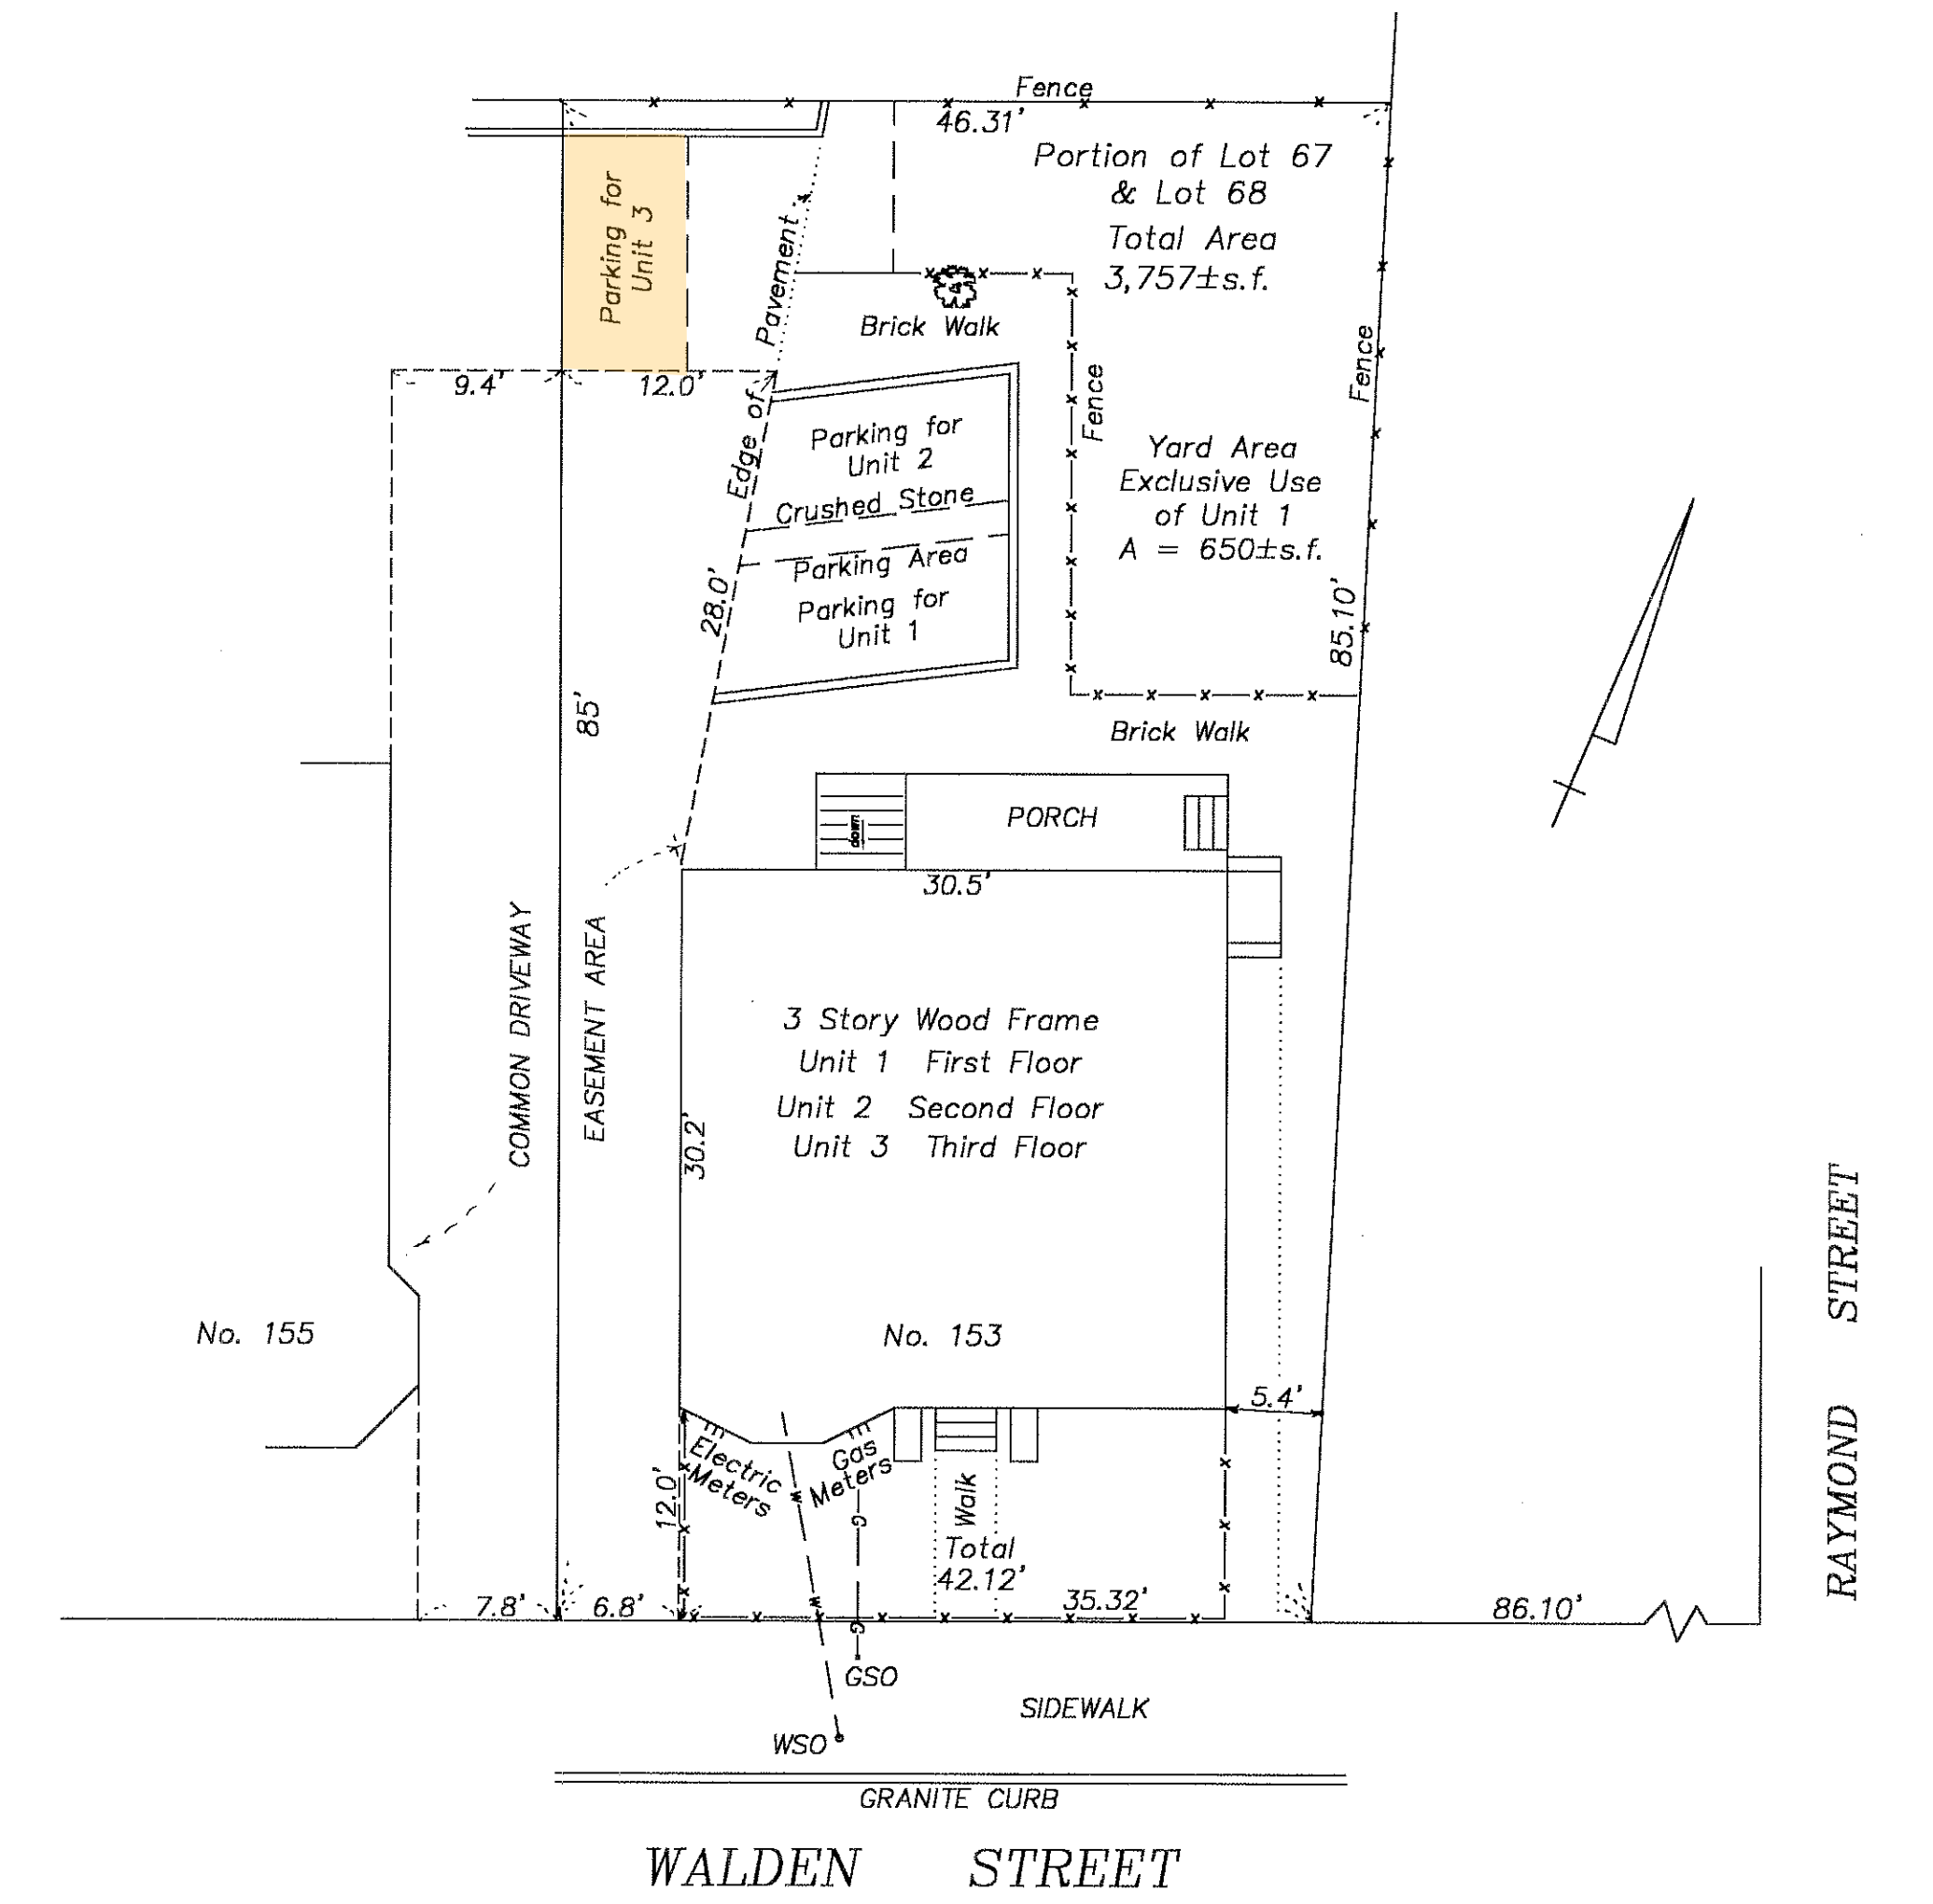 Fence
46.31'
Portion of Lot 67
& Lot 68
Total Area
3,757±s.f.
Parking for
Unit 3
Edge of Pavement
Brick Walk
9.4'
12.0'
Fence
Fence
Parking for
Unit 2
Crushed Stone
Parking Area
Parking for
Unit 1
Yard Area
Exclusive Use
of Unit 1
A = 650±s.f.
28.0'
85.10'
85'
Brick Walk
PORCH
down
30.5'
COMMON DRIVEWAY
EASEMENT AREA
3 Story Wood Frame
Unit 1 First Floor
Unit 2 Second Floor
Unit 3 Third Floor
30.2'
No. 155
No. 153
5.4'
Electric
Meters
Gas
Meters
W
G
12.0'
Walk
Total
42.12'
7.8'
6.8'
W
G
35.32'
86.10'
GSO
SIDEWALK
WSO
GRANITE CURB
WALDEN STREET
RAYMOND STREET